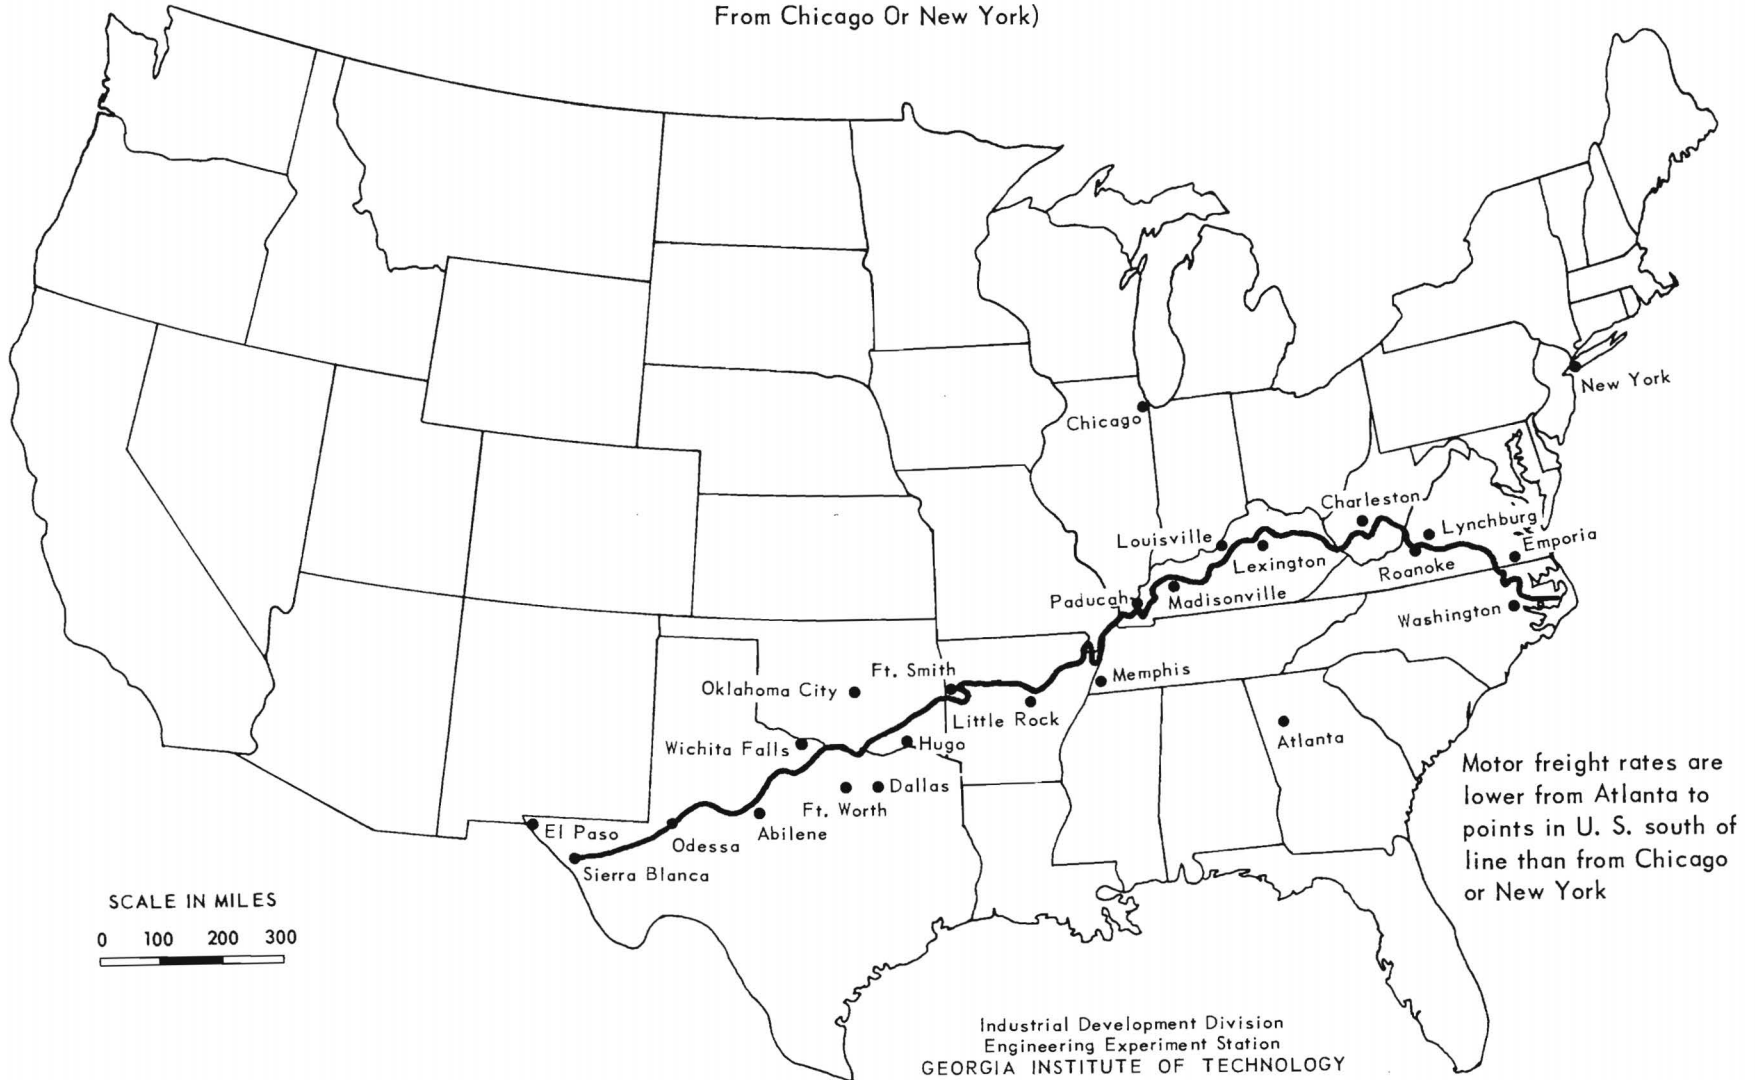 From Chicago Or New York)
New York
Chicago
Charleston
Lynchburg
Louisville
Emporia
Lexington
Roanoke
Paducah
Madisonville
Washington
Ft. Smith
Memphis
Oklahoma City
Little Rock
Wichita Falls
Hugo
Atlanta
Dallas
Ft. Worth
El Paso
Abilene
Odessa
Sierra Blanca
Motor freight rates are
lower from Atlanta to
points in U. S. south of
line than from Chicago
or New York
SCALE IN MILES
0 100 200 300
Industrial Development Division
Engineering Experiment Station
GEORGIA INSTITUTE OF TECHNOLOGY